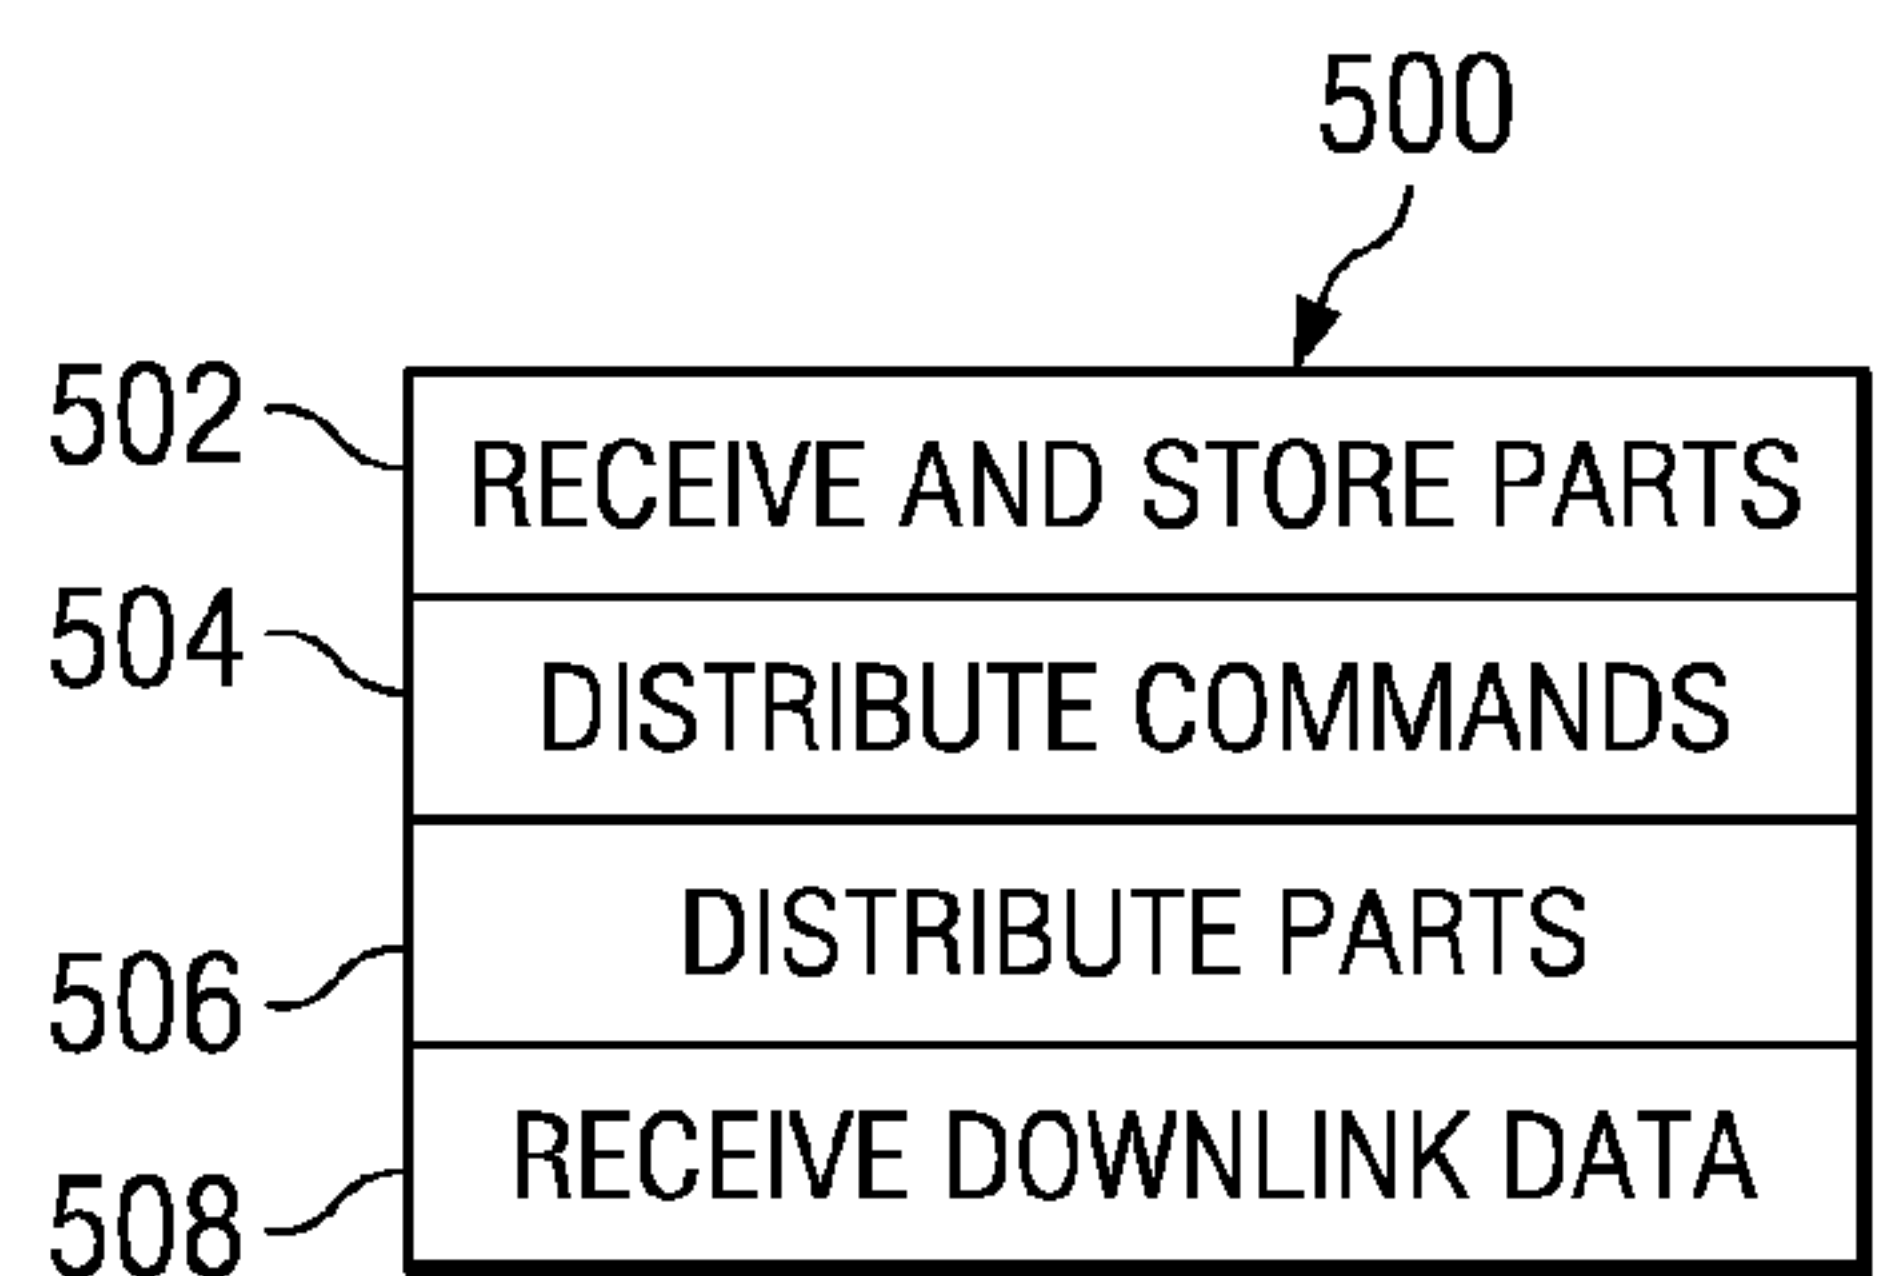 500
502 RECEIVE AND STORE PARTS
504 DISTRIBUTE COMMANDS
506 DISTRIBUTE PARTS
508 RECEIVE DOWNLINK DATA